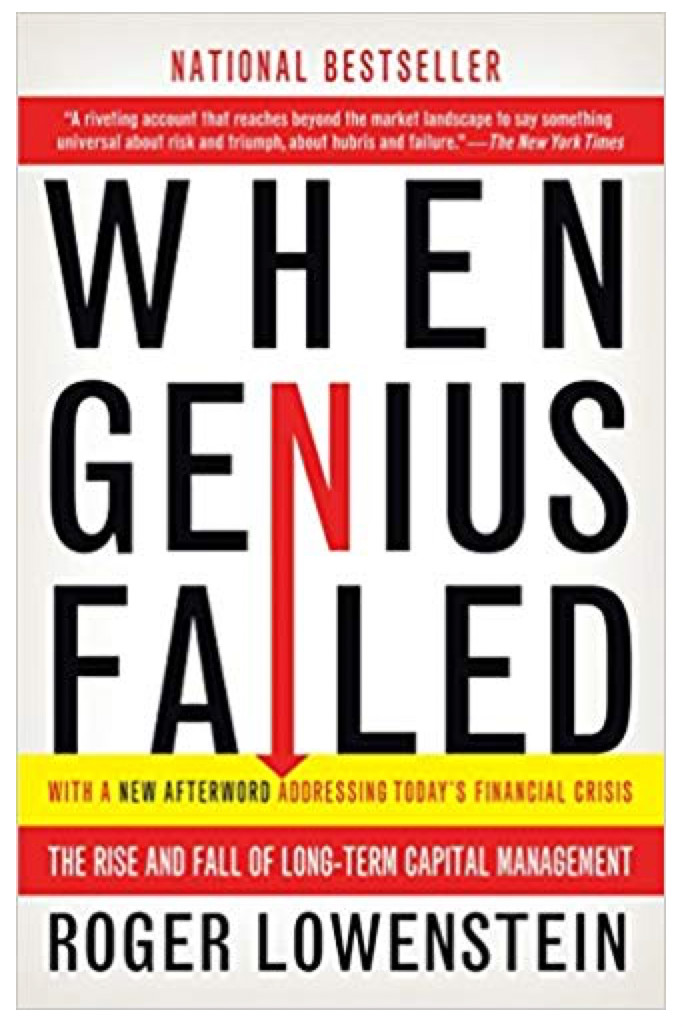 NATIONAL BESTSELLER
"A riveting account that reaches beyond the market landscape to say something
universal about risk and triumph, about hubris and failure."—The New York Times
WHEN
GENIUS
FAILED
WITH A NEW AFTERWORD ADDRESSING TODAY'S FINANCIAL CRISIS
THE RISE AND FALL OF LONG-TERM CAPITAL MANAGEMENT
ROGER LOWENSTEIN